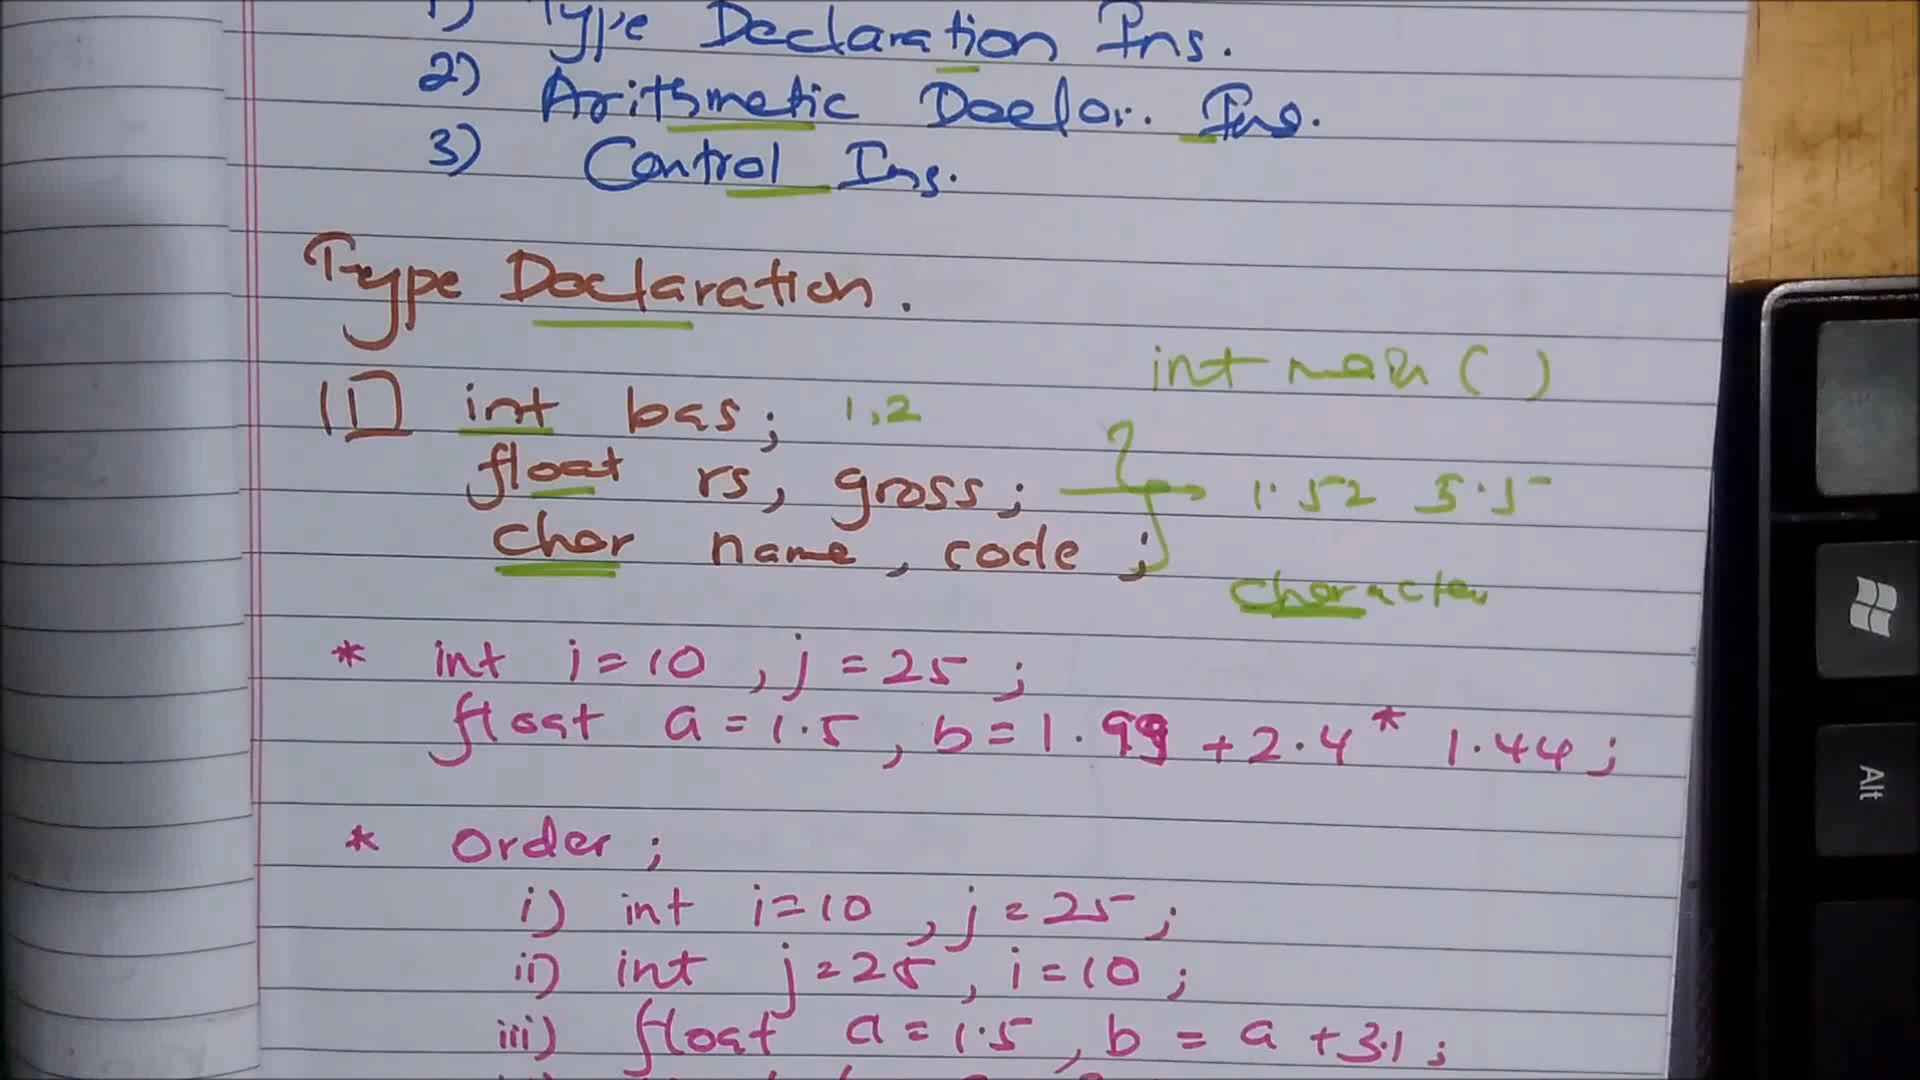 1) Type Declaration Ins.
2) Arithmetic Declar. Ins.
3) Control Ins.
Type Declaration.
int main ( )
1) int bas; 1,2
{
float rs, gross; → 1.52 5.5
}
char name, code ;
character
* int i=10 , j=25 ;
float a=1.5 , b=1.99 +2.4* 1.44;
* Order ;
i) int i=10 , j=25 ;
ii) int j=25 , i=10 ;
iii) float a=1.5 , b = a +3.1 ;
Alt